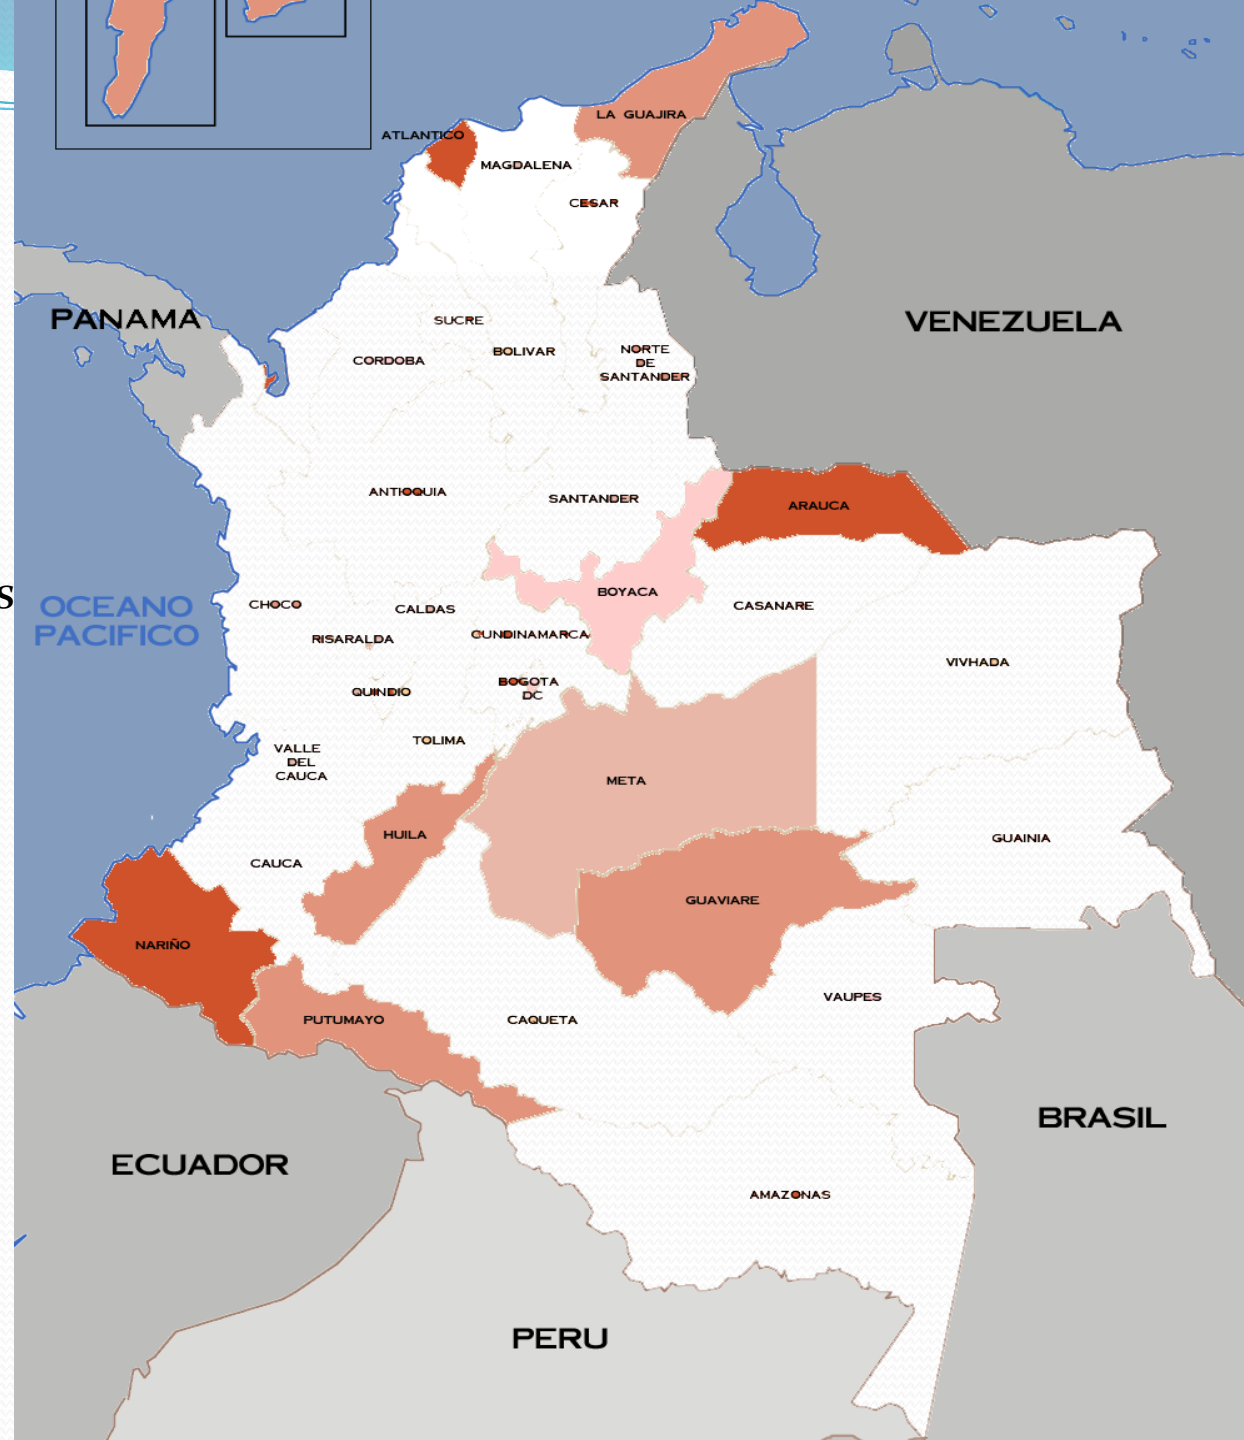 LA GUAJIRA
ATLANTICO
MAGDALENA
CESAR
PANAMA
VENEZUELA
SUCRE
CORDOBA
BOLIVAR
NORTE
DE
SANTANDER
ANTIOQUIA
SANTANDER
ARAUCA
S
OCEANO
PACIFICO
CHOCO
CALDAS
BOYACA
CASANARE
RISARALDA
CUNDINAMARCA
VIVHADA
QUINDIO
BOGOTA
DC
TOLIMA
VALLE
DEL
CAUCA
META
HUILA
GUAINIA
CAUCA
GUAVIARE
NARIÑO
VAUPES
PUTUMAYO
CAQUETA
BRASIL
ECUADOR
AMAZONAS
PERU